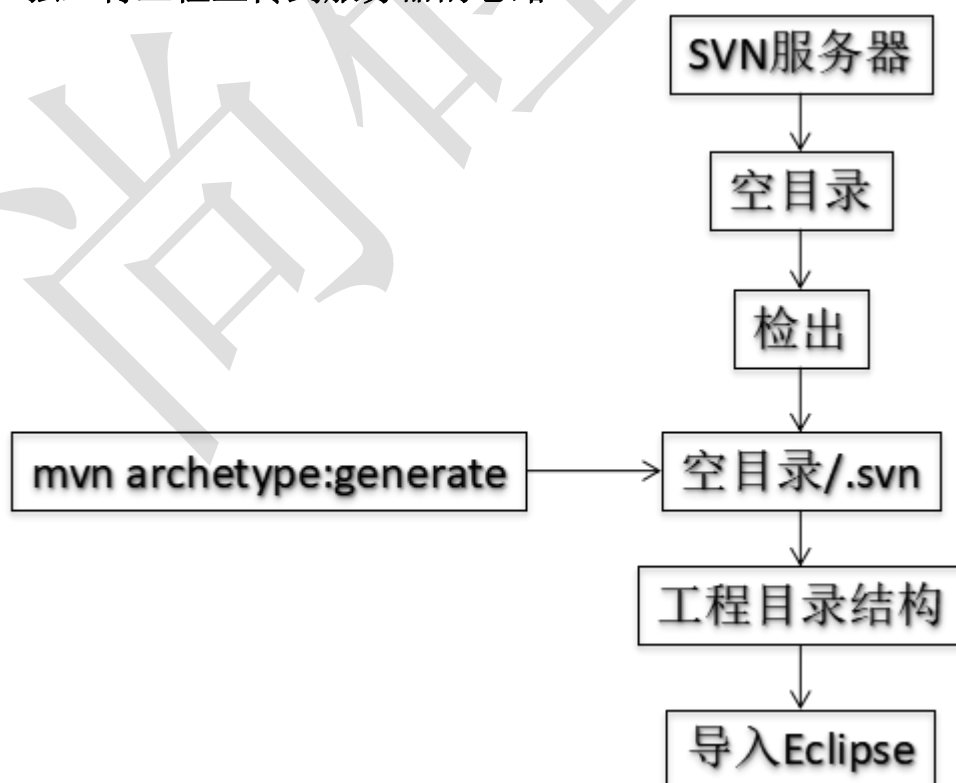 SVN服务器
空目录
检出
mvn archetype:generate
空目录/.svn
工程目录结构
导入Eclipse